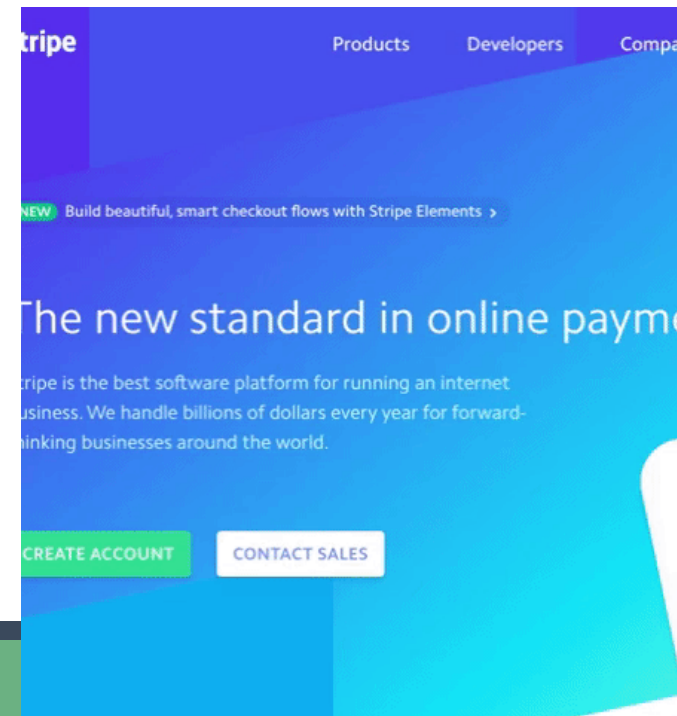 tripe
Products Developers Compa
NEW Build beautiful, smart checkout flows with Stripe Elements >
The new standard in online payme
tripe is the best software platform for running an internet
usiness. We handle billions of dollars every year for forward-
hinking businesses around the world.
CREATE ACCOUNT CONTACT SALES